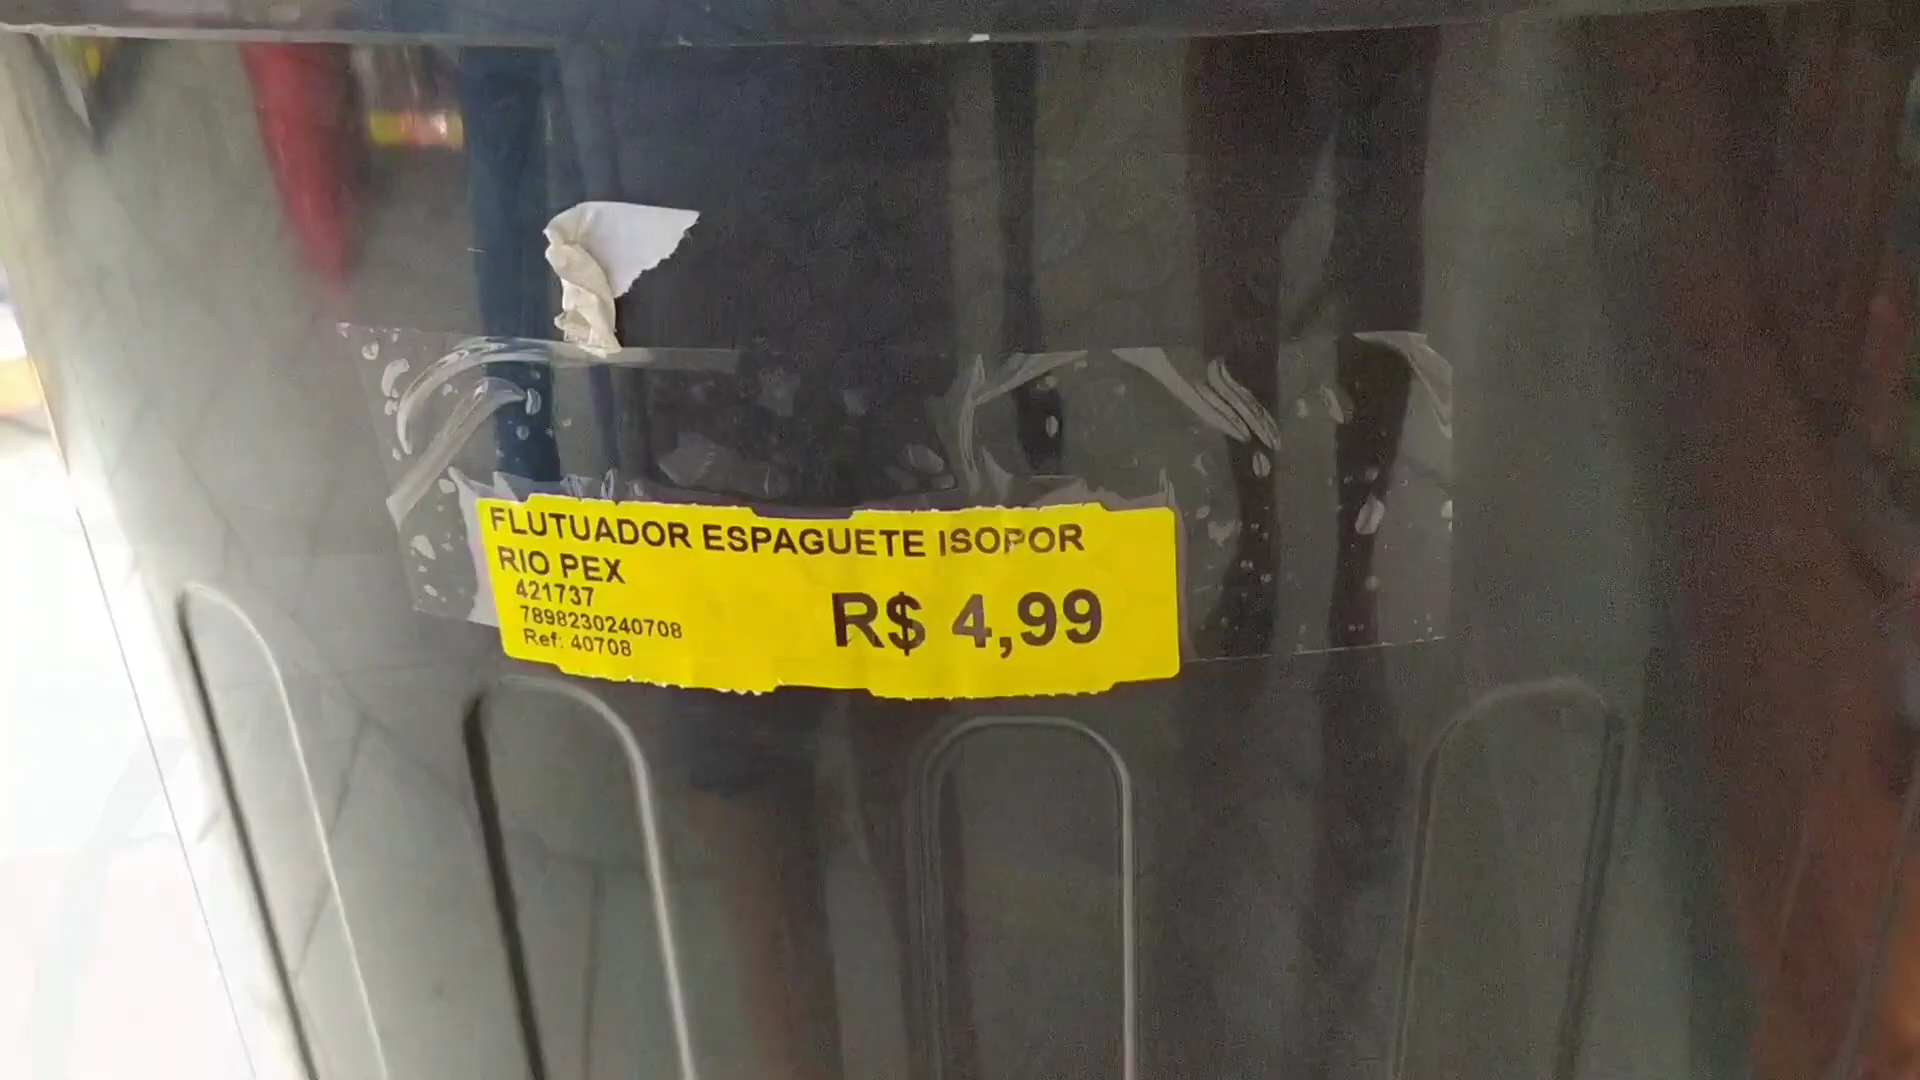 FLUTUADOR ESPAGUETE ISOPOR
RIO PEX
421737
7898230240708
Ref: 40708
R$ 4,99